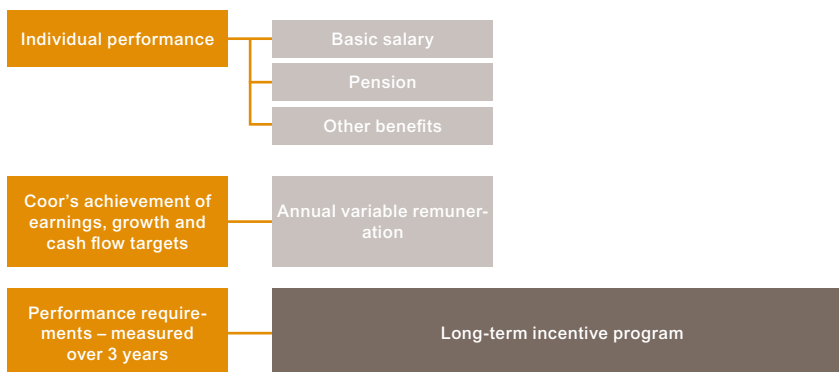 Individual performance
Basic salary
Pension
Other benefits
Coor’s achievement of
earnings, growth and
cash flow targets
Annual variable remuner-
ation
Performance require-
ments – measured
over 3 years
Long-term incentive program